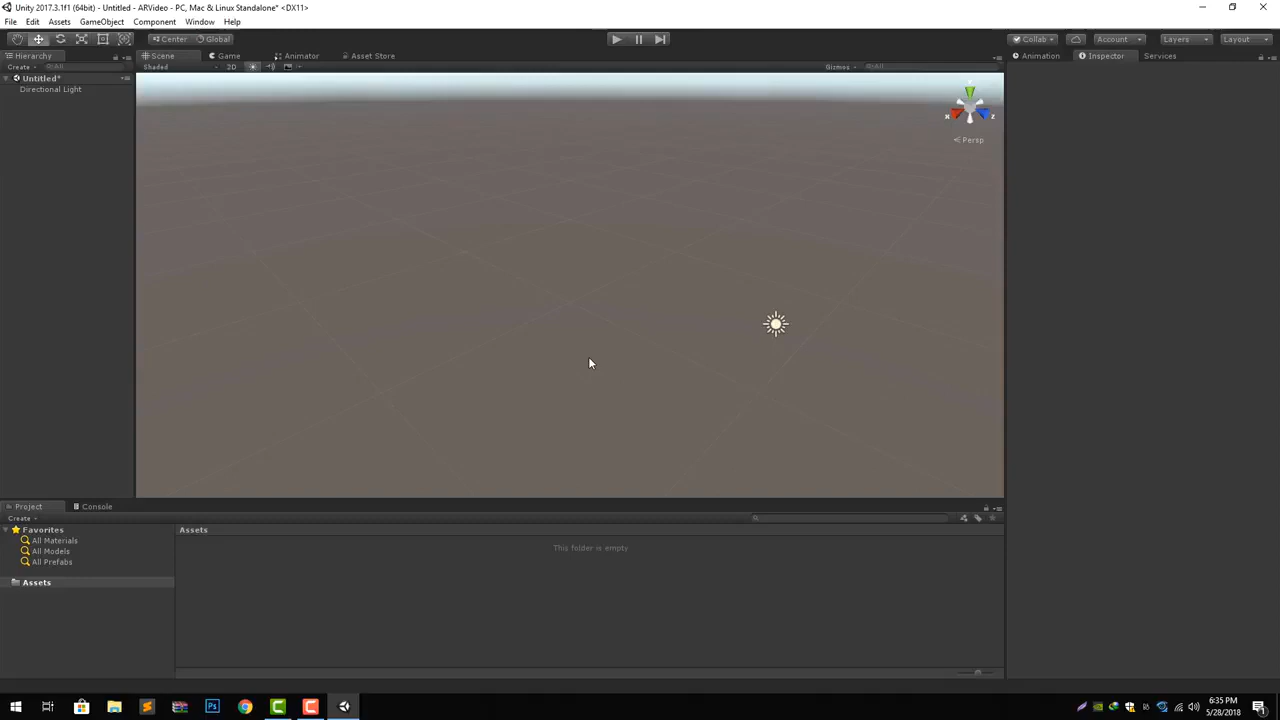 Unity 2017.3.1f1 (64bit) - Untitled - ARVideo - PC, Mac & Linux Standalone* <DX11>
File Edit Assets GameObject Component Window Help
Center Global Collab Account Layers Layout
Hierarchy Scene Game Animator Asset Store Animation Inspector Services
Create All Shaded 2D Gizmos All
Untitled*
Directional Light
X Z
Persp
Project Console
Create
Favorites Assets
All Materials
All Models This folder is empty
All Prefabs
Assets
6:35 PM
5/28/2018